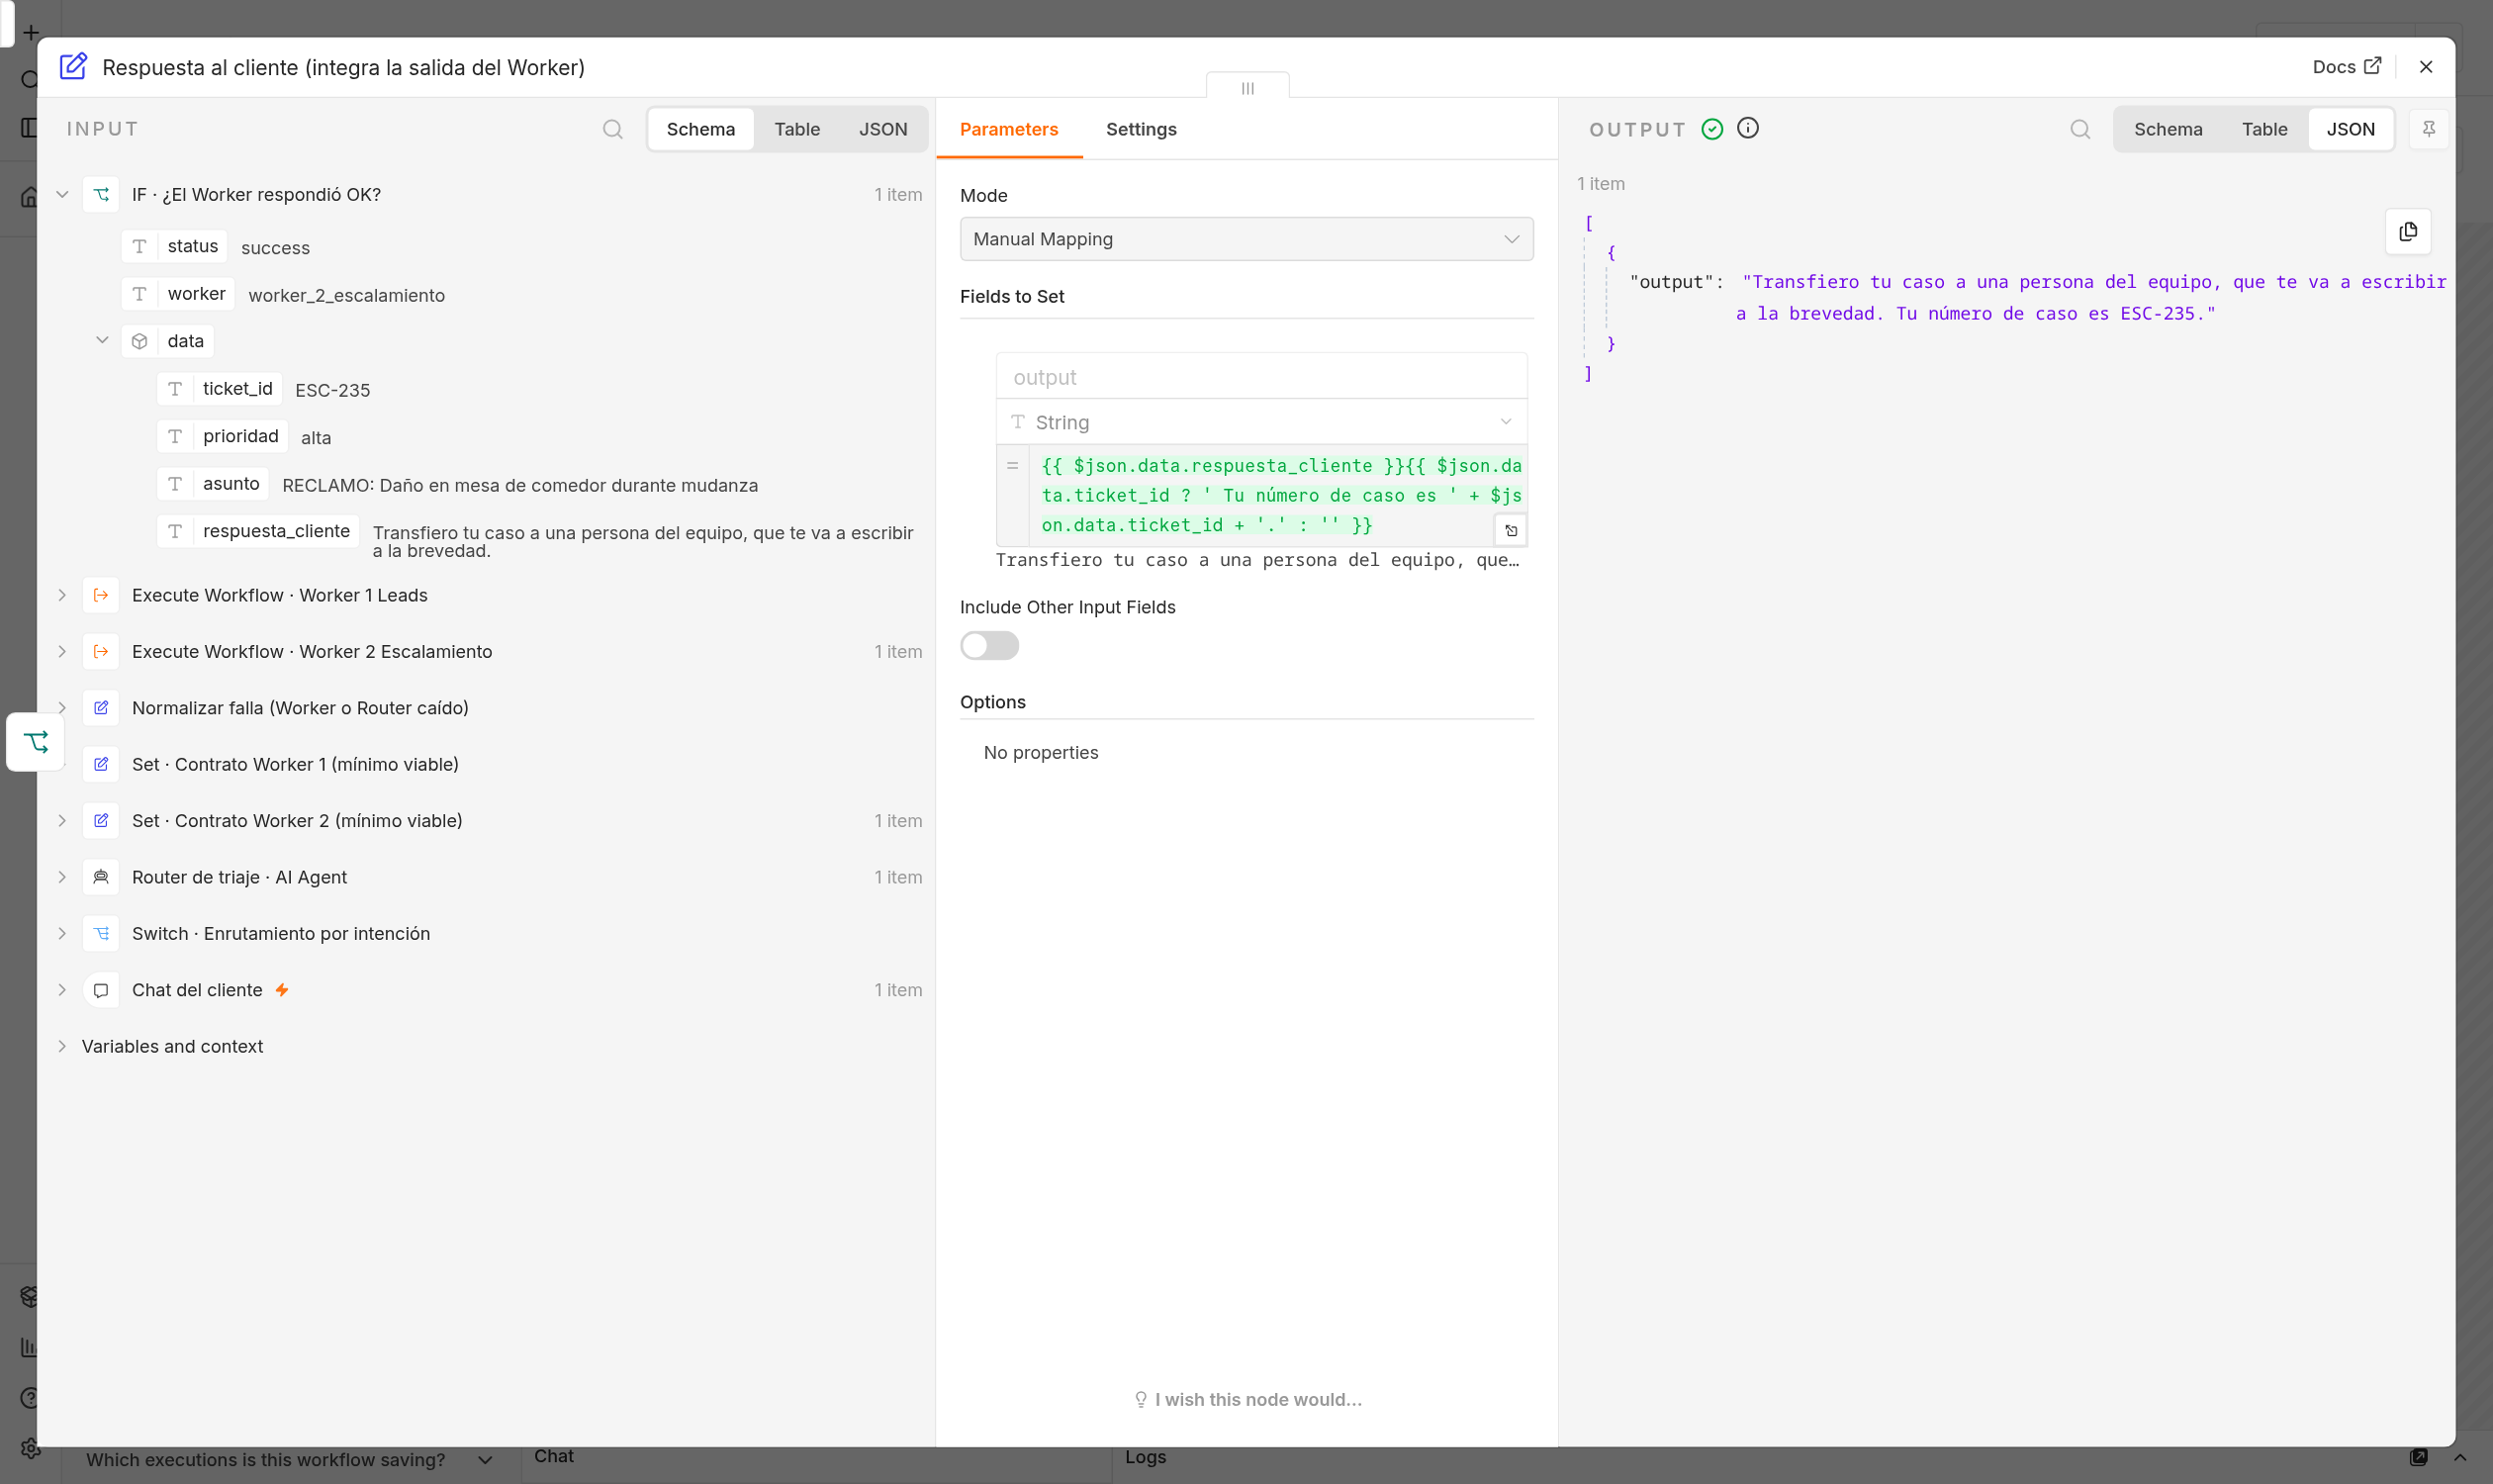 Respuesta al cliente (integra la salida del Worker)
Docs
INPUT
Schema
Table
JSON
IF · ¿El Worker respondió OK?
1 item
status
success
worker
worker_2_escalamiento
data
ticket_id
ESC-235
prioridad
alta
asunto
RECLAMO: Daño en mesa de comedor durante mudanza
respuesta_cliente
Transfiero tu caso a una persona del equipo, que te va a escribir
a la brevedad.
Execute Workflow · Worker 1 Leads
Execute Workflow · Worker 2 Escalamiento
1 item
Normalizar falla (Worker o Router caído)
Set · Contrato Worker 1 (mínimo viable)
Set · Contrato Worker 2 (mínimo viable)
1 item
Router de triaje · AI Agent
1 item
Switch · Enrutamiento por intención
Chat del cliente
1 item
Variables and context
Parameters
Settings
Mode
Manual Mapping
Fields to Set
output
String
=
{{ $json.data.respuesta_cliente }}{{ $json.da
ta.ticket_id ? ' Tu número de caso es ' + $js
on.data.ticket_id + '.' : '' }}
Transfiero tu caso a una persona del equipo, que…
Include Other Input Fields
Options
No properties
I wish this node would...
OUTPUT
Schema
Table
JSON
1 item
[
{
"output": "Transfiero tu caso a una persona del equipo, que te va a escribir
a la brevedad. Tu número de caso es ESC-235."
}
]
Which executions is this workflow saving?
Chat
Logs